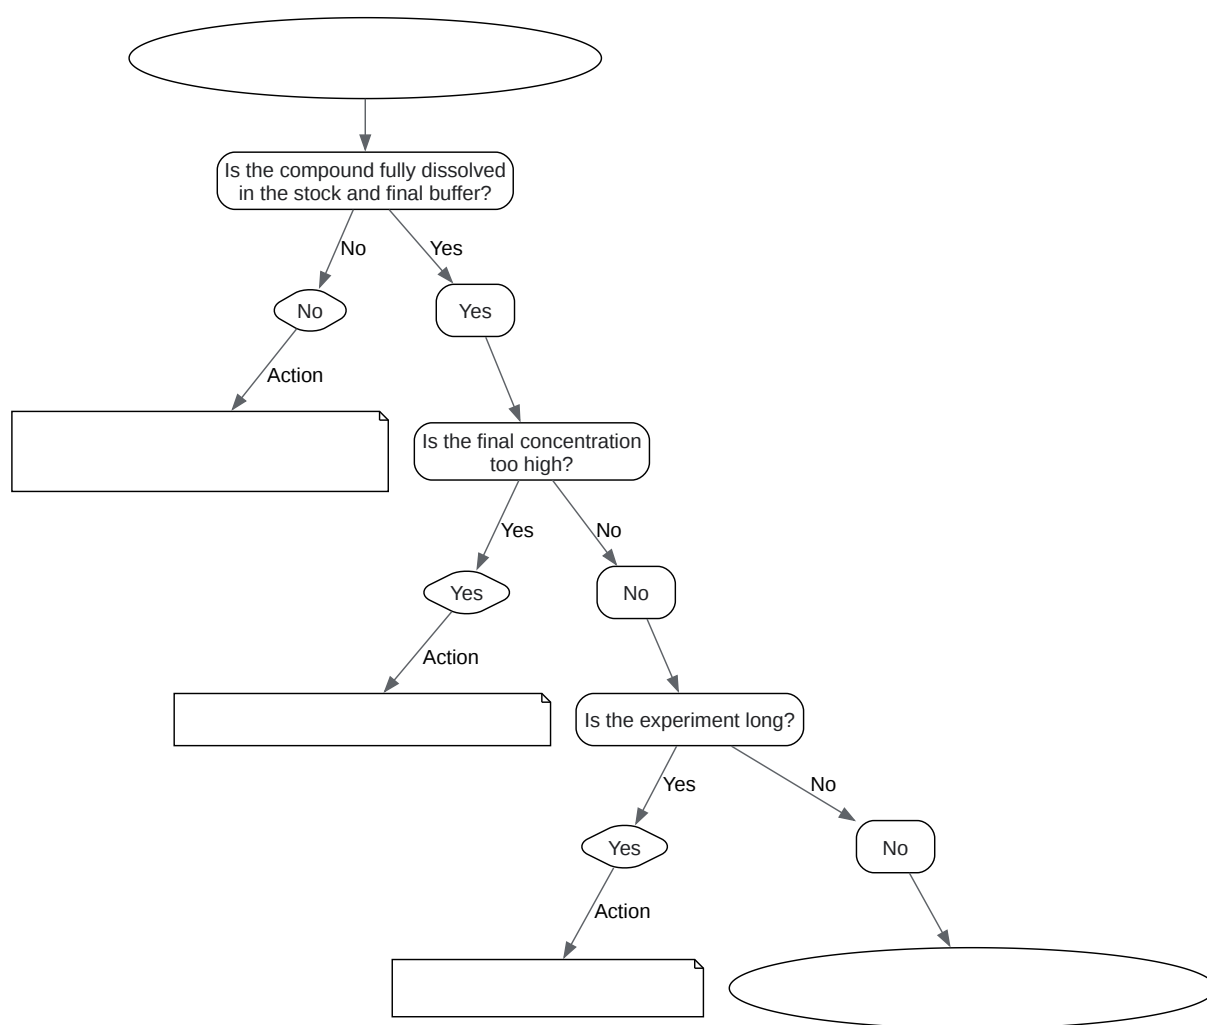 Is the compound fully dissolved
in the stock and final buffer?
No
Yes
No
Yes
Action
Is the final concentration
too high?
Yes
No
Yes
No
Action
Is the experiment long?
Yes
No
Yes
No
Action